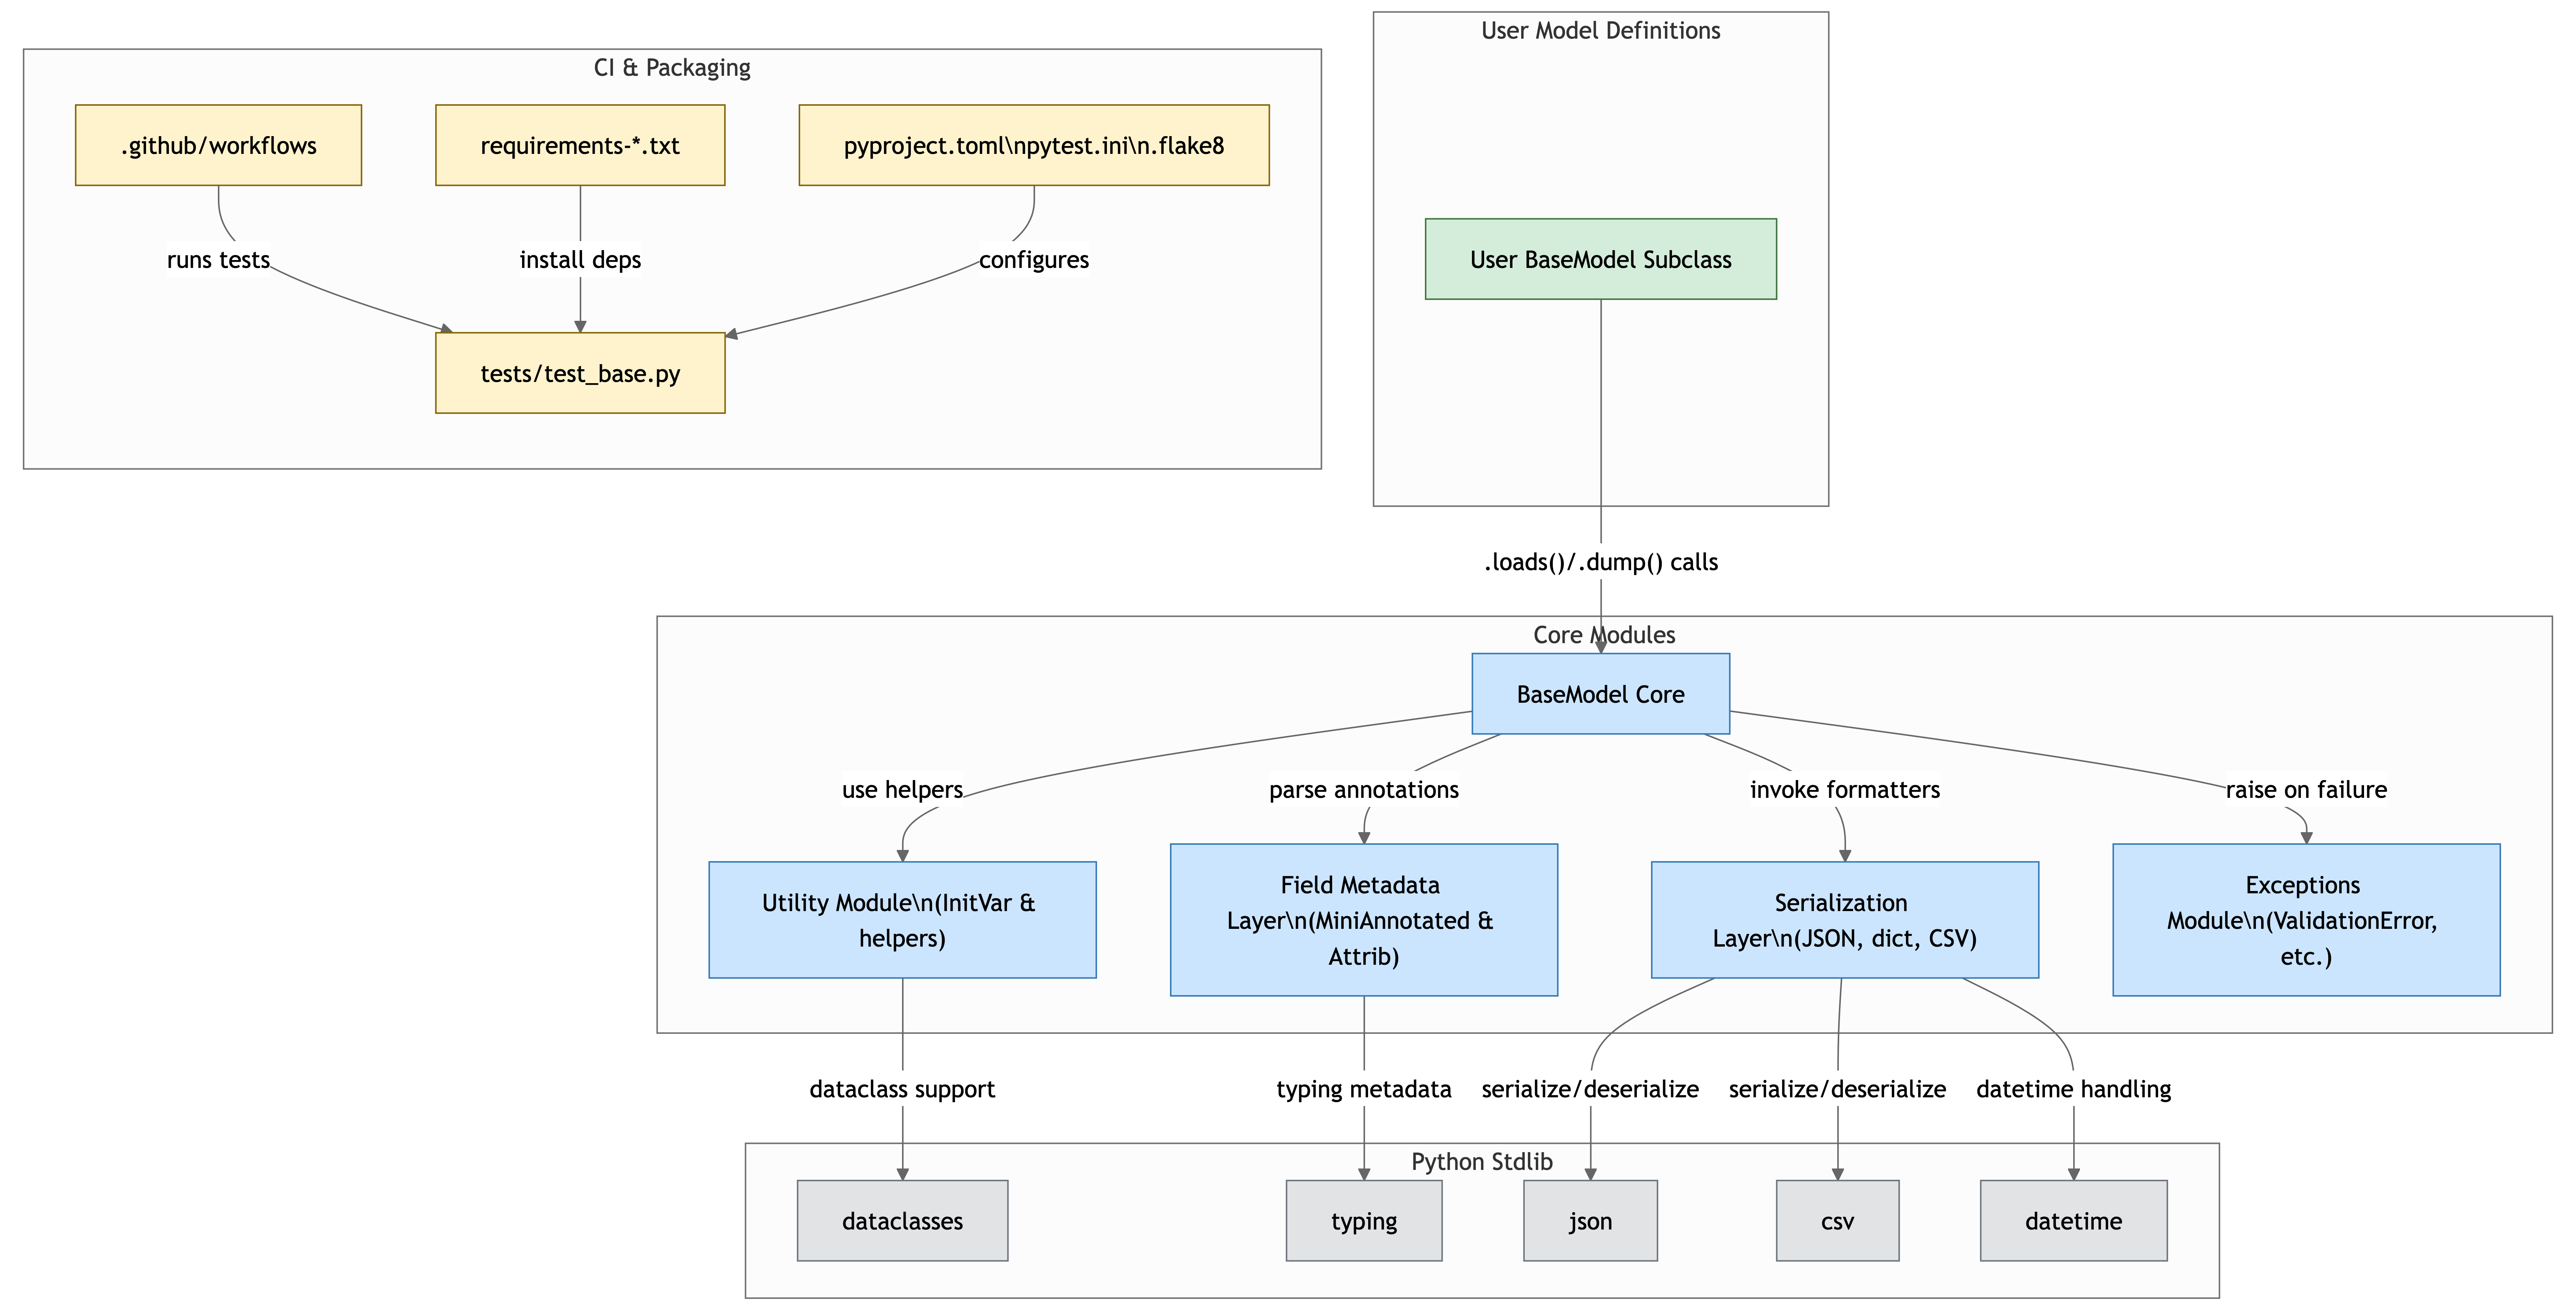 User Model Definitions
CI & Packaging
.github/workflows
requirements-*.txt
pyproject.toml\npytest.ini\n.flake8
User BaseModel Subclass
runs tests
install deps
configures
tests/test_base.py
.loads()/.dump() calls
Core Modules
BaseModel Core
use helpers
parse annotations
invoke formatters
raise on failure
Utility Module\n(InitVar &
helpers)
Field Metadata
Layer\n(MiniAnnotated &
Attrib)
Serialization
Layer\n(JSON, dict, CSV)
Exceptions
Module\n(ValidationError,
etc.)
dataclass support
typing metadata
serialize/deserialize
serialize/deserialize
datetime handling
Python Stdlib
dataclasses
typing
json
csv
datetime